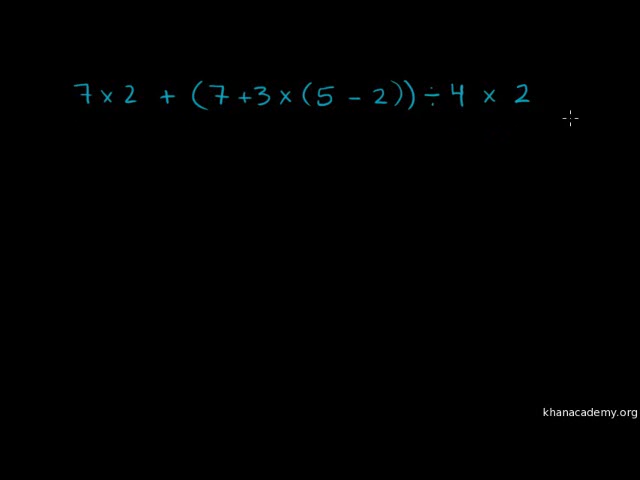 7 × 2 + (7 + 3 × (5 − 2)) ÷ 4 × 2
khanacademy.org